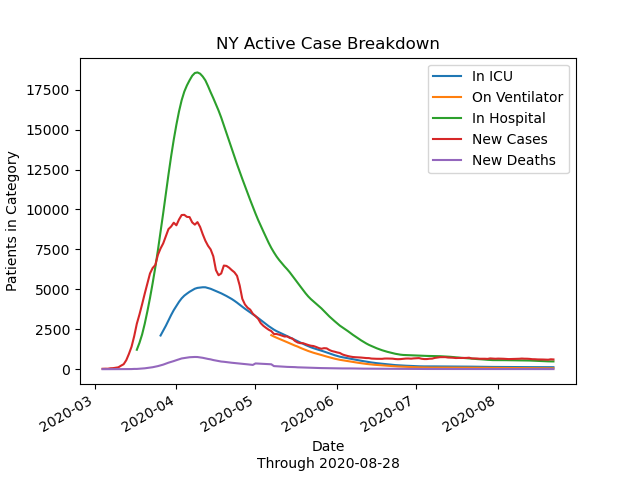 NY Active Case Breakdown
In ICU
On Ventilator
In Hospital
New Cases
New Deaths
Patients in Category
17500
15000
12500
10000
7500
5000
2500
0
2020-03
2020-04
2020-05
2020-06
2020-07
2020-08
Date
Through 2020-08-28